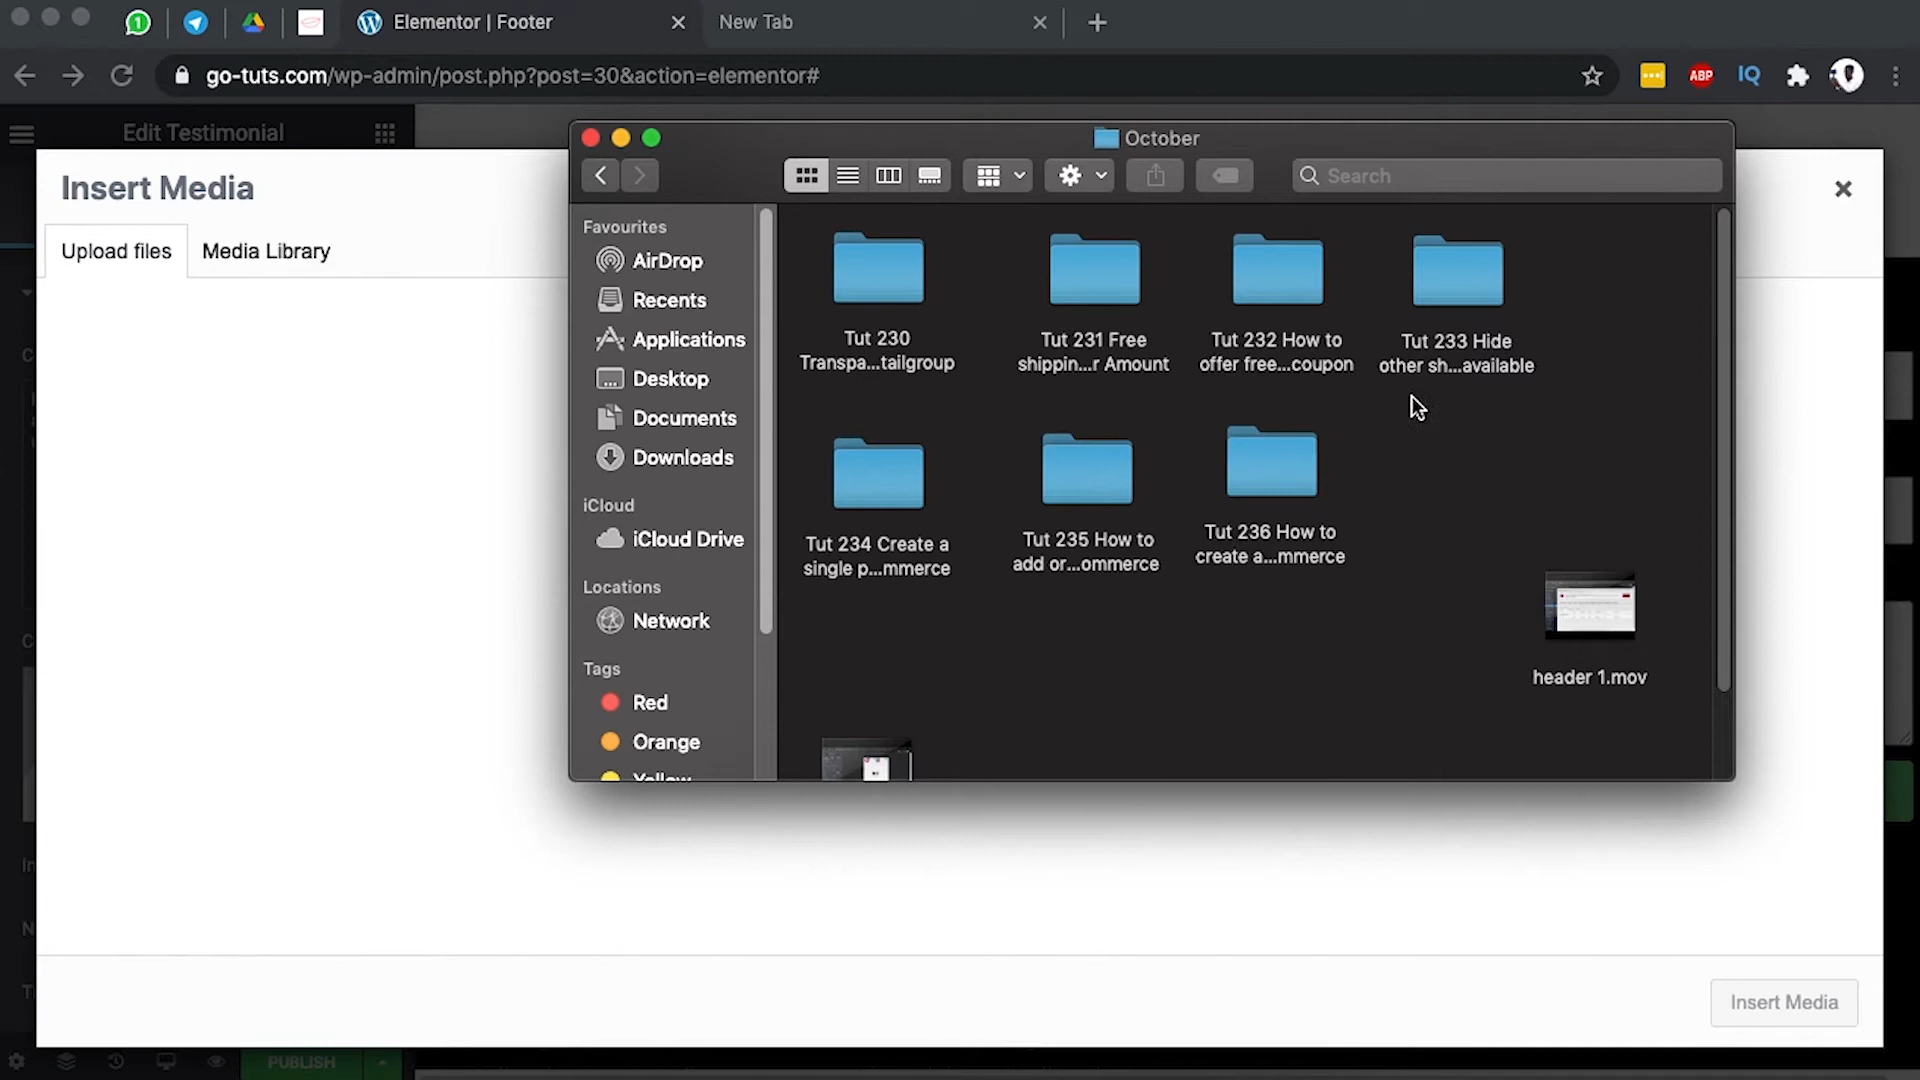 1
Elementor | Footer
New Tab
go-tuts.com/wp-admin/post.php?post=30&action=elementor#
ABP
IQ
Edit Testimonial
October
Insert Media
Search
Upload files
Media Library
Favourites
AirDrop
Recents
Applications
Desktop
Documents
Downloads
iCloud
iCloud Drive
Locations
Network
Tags
Red
Orange
Yellow
Tut 230
Transpa...tailgroup
Tut 231 Free
shippin...r Amount
Tut 232 How to
offer free...coupon
Tut 233 Hide
other sh...available
Tut 234 Create a
single p...mmerce
Tut 235 How to
add or...ommerce
Tut 236 How to
create a...mmerce
header 1.mov
Insert Media
PUBLISH